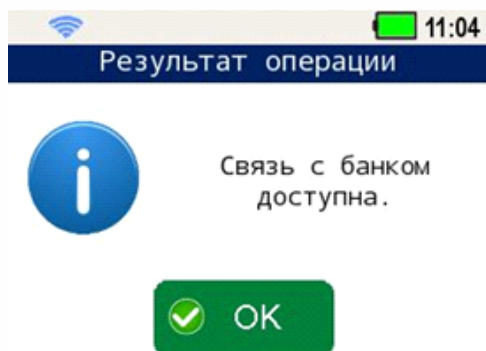 11:04
Результат операции
Связь с банком
доступна.
OK